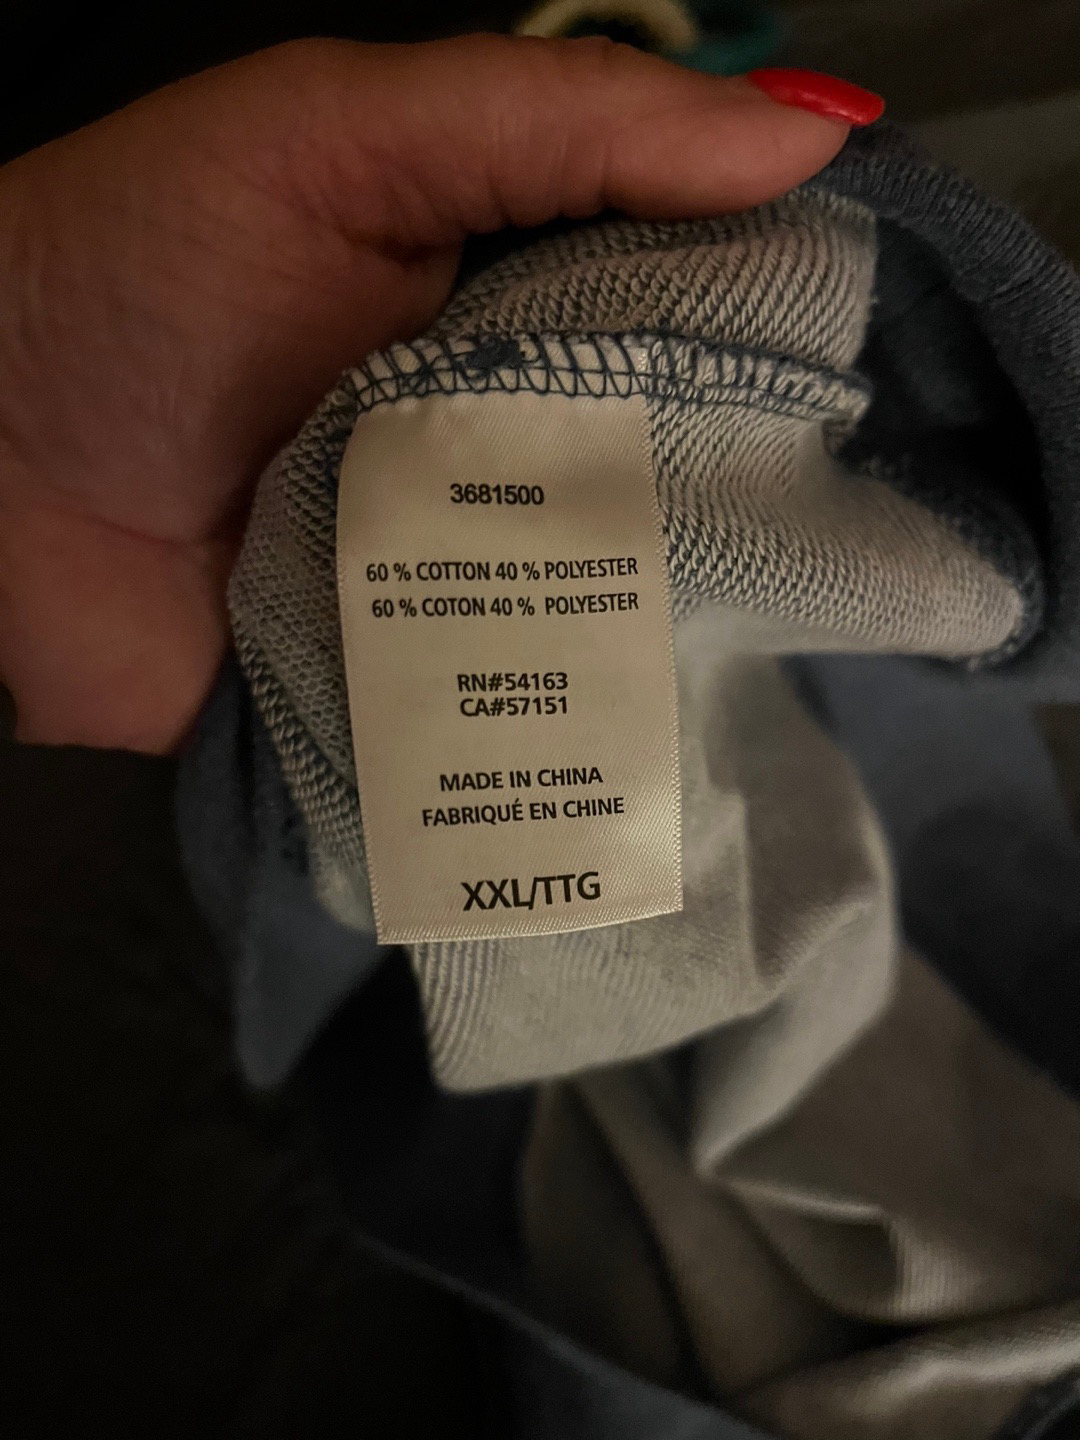 3681500
60 % COTTON 40 % POLYESTER
60 % COTON 40 % POLYESTER
RN#54163
CA#57151
MADE IN CHINA
FABRIQUÉ EN CHINE
XXL/TTG